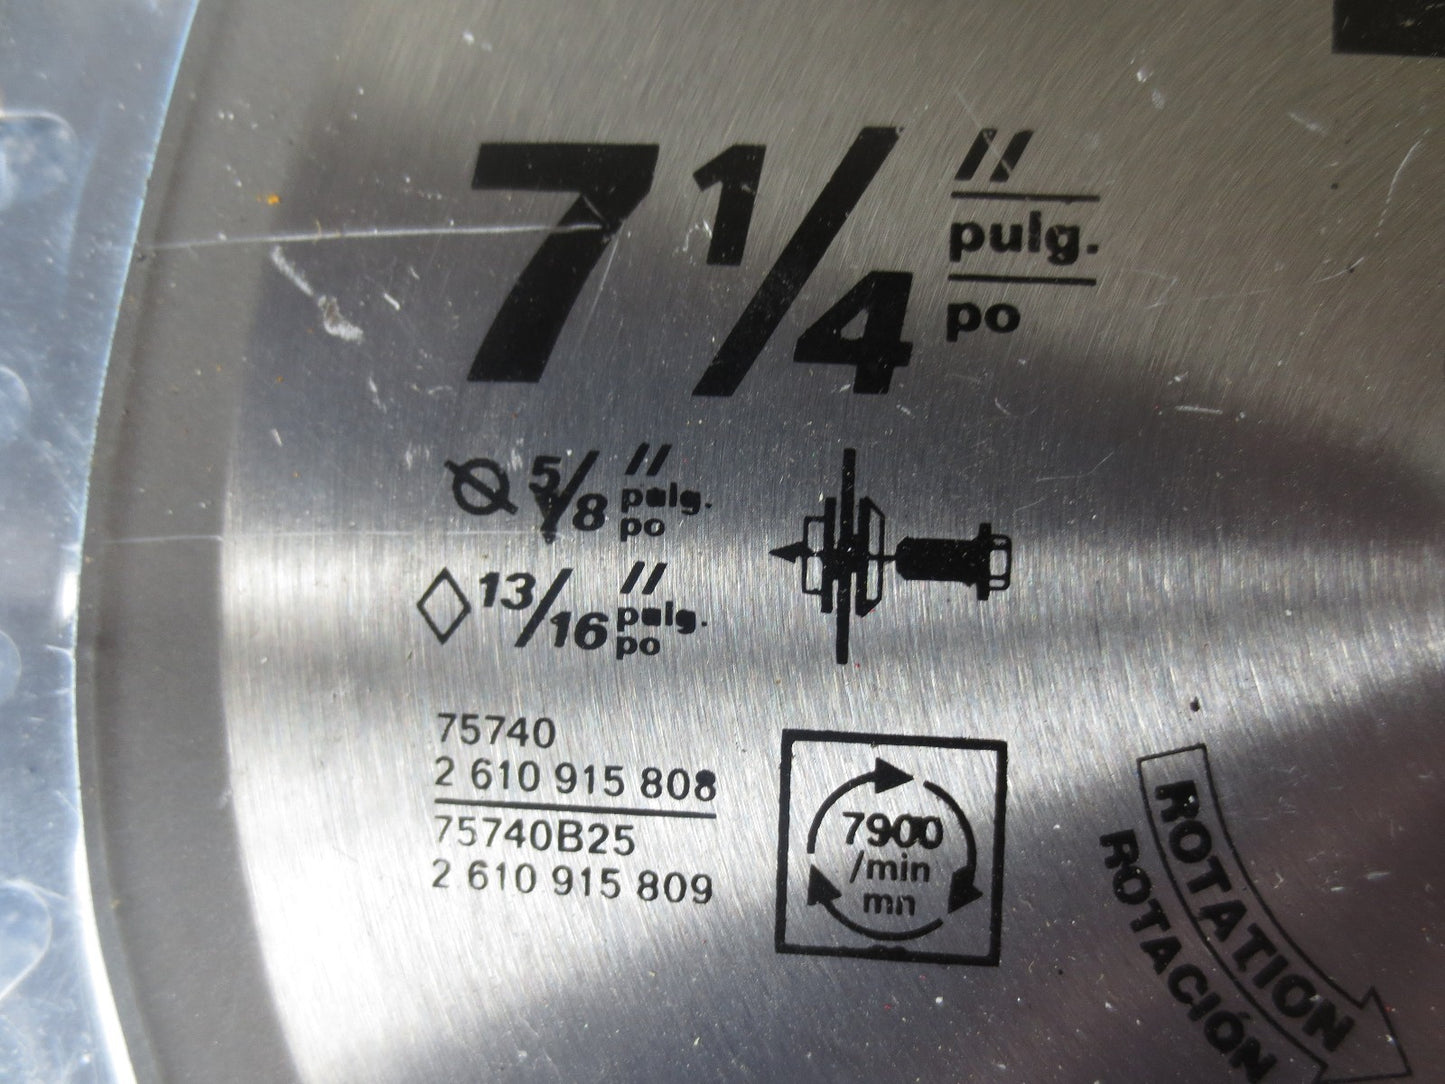 7 1/4 "
pulg.
po
Ø 5/8 "
pulg.
po
◇ 13/16 "
pulg.
po
75740
2 610 915 808
75740B25
2 610 915 809
7900
/min
mn
ROTATION
ROTACIÓN